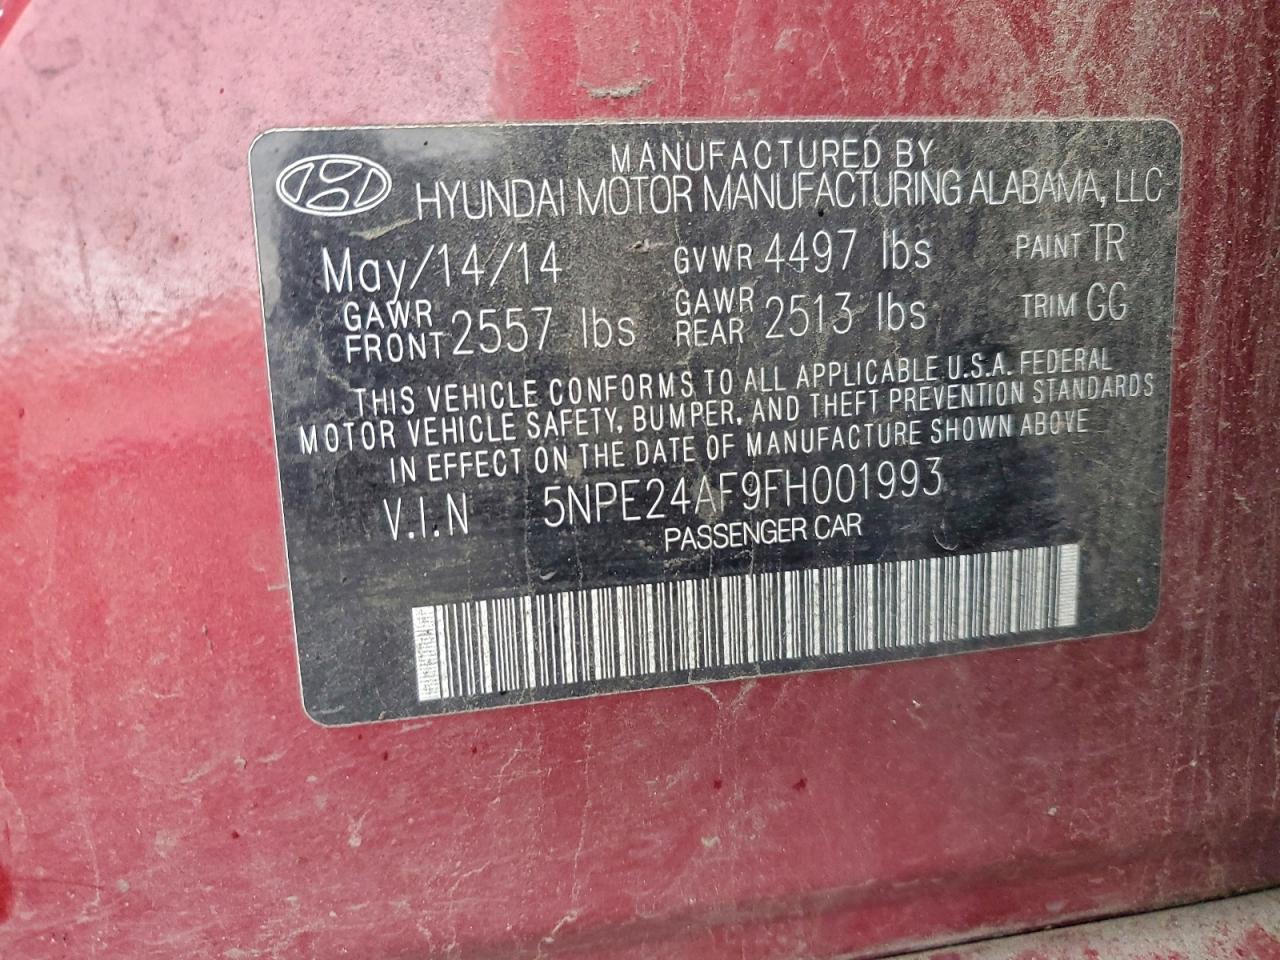 MANUFACTURED BY
HYUNDAI MOTOR MANUFACTURING ALABAMA, LLC
May/14/14 GVWR 4497 lbs PAINT TR
GAWR FRONT 2557 lbs GAWR REAR 2513 lbs TRIM GG
THIS VEHICLE CONFORMS TO ALL APPLICABLE U.S.A. FEDERAL
MOTOR VEHICLE SAFETY, BUMPER, AND THEFT PREVENTION STANDARDS
IN EFFECT ON THE DATE OF MANUFACTURE SHOWN ABOVE
V.I.N 5NPE24AF9FH001993
PASSENGER CAR